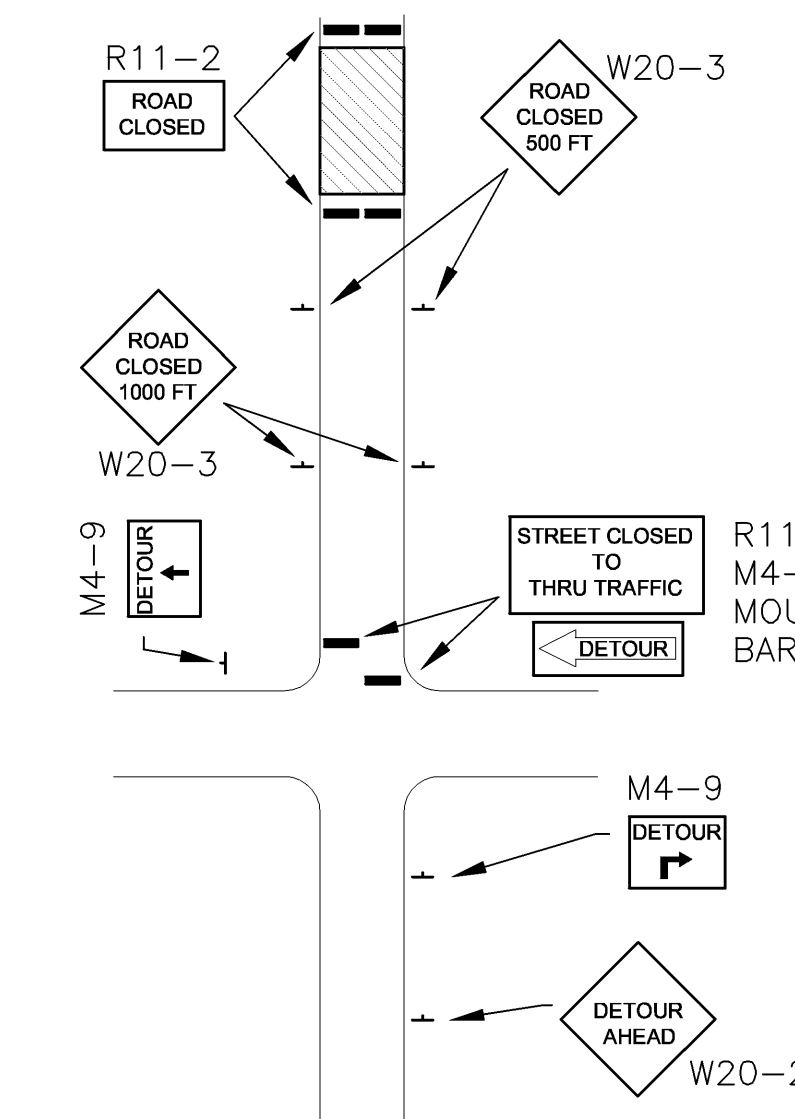 R11-2
ROAD
CLOSED
W20-3
ROAD
CLOSED
500 FT
ROAD
CLOSED
1000 FT
W20-3
M4-9
DETOUR
STREET CLOSED
TO
THRU TRAFFIC
DETOUR
R11
M4-
MOU
BAR
M4-9
DETOUR
DETOUR
AHEAD
W20-2